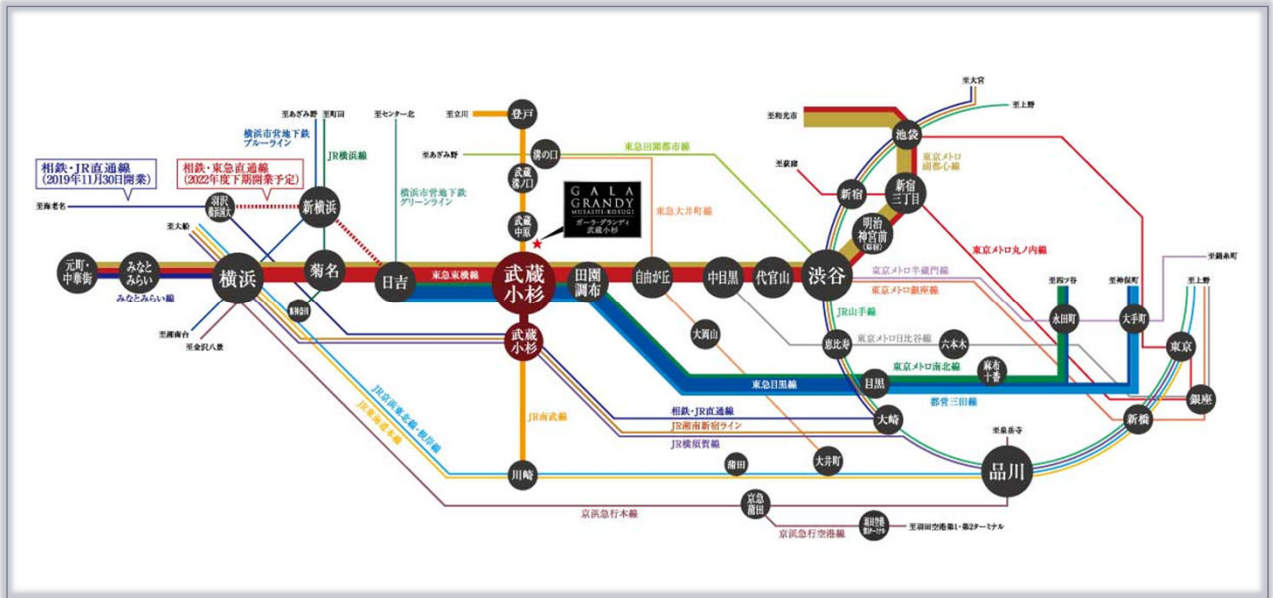 至大宮
至上野
至和光市
至あざみ野
至町田
至センター北
至立川
登戸
池袋
横浜市営地下鉄
ブルーライン
JR横浜線
至あざみ野
溝の口
東急田園都市線
東京メトロ
副都心線
相鉄・JR直通線
(2019年11月30日開業)
相鉄・東急直通線
(2022年度下期開業予定)
武蔵
溝ノ口
至荻窪
新宿
新宿
三丁目
横浜市営地下鉄
グリーンライン
GALA
GRANDY
MUSASHI-KOSUGI
ガーラ・グランディ
武蔵小杉
至海老名
羽沢
横浜国大
新横浜
東急大井町線
武蔵
中原
明治
神宮前
(原宿)
至大船
東京メトロ丸ノ内線
至錦糸町
元町・
中華街
みなと
みらい
横浜
菊名
日吉
東急東横線
武蔵
小杉
田園
調布
自由が丘
中目黒
代官山
渋谷
東京メトロ半蔵門線
東京メトロ銀座線
至四ツ谷
至神保町
至上野
みなとみらい線
東神奈川
JR山手線
永田町
大手町
至湘南台
至金沢八景
武蔵
小杉
大岡山
恵比寿
東京メトロ日比谷線
六本木
東京
東京メトロ南北線
麻布
十番
東急目黒線
目黒
都営三田線
銀座
JR京浜東北線・根岸線
JR東海道本線
JR南武線
相鉄・JR直通線
JR湘南新宿ライン
JR横須賀線
大崎
新橋
至泉岳寺
川崎
蒲田
大井町
品川
京浜急行本線
京急
蒲田
京浜急行空港線
至羽田空港第1・第2ターミナル